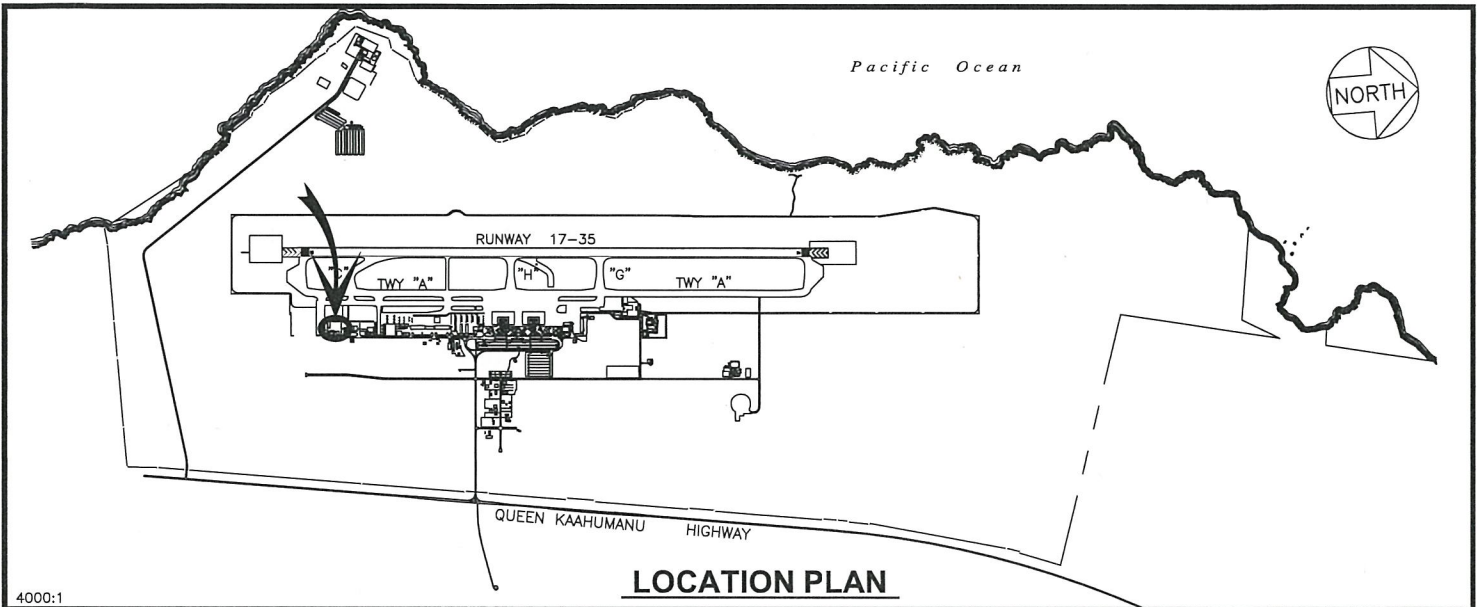 Pacific Ocean
NORTH
RUNWAY 17-35
"C"
TWY "A"
"H"
"G"
TWY "A"
QUEEN KAAHUMANU HIGHWAY
LOCATION PLAN
4000:1